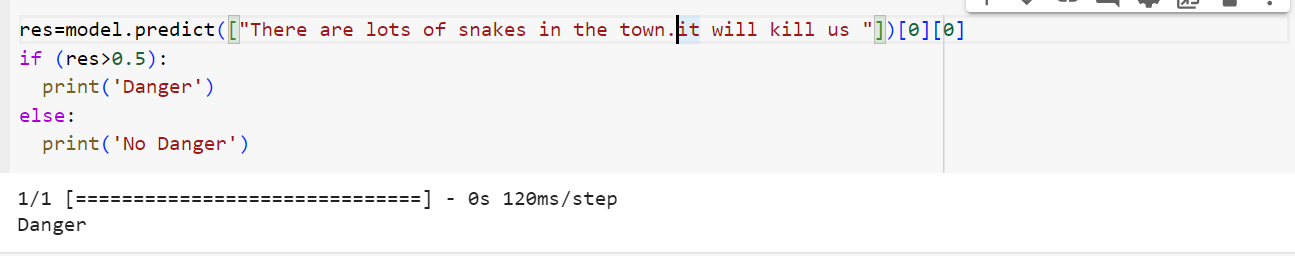 res=model.predict(["There are lots of snakes in the town.it will kill us "])[0][0]
if (res>0.5):
  print('Danger')
else:
  print('No Danger')
1/1 [==============================] - 0s 120ms/step
Danger